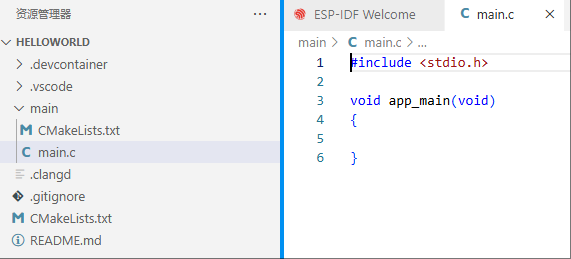 资源管理器
HELLOWORLD
.devcontainer
.vscode
main
CMakeLists.txt
C main.c
.clangd
.gitignore
CMakeLists.txt
README.md
ESP-IDF Welcome
C main.c
main > C main.c > ...
1 #include <stdio.h>
2
3 void app_main(void)
4 {
5
6 }